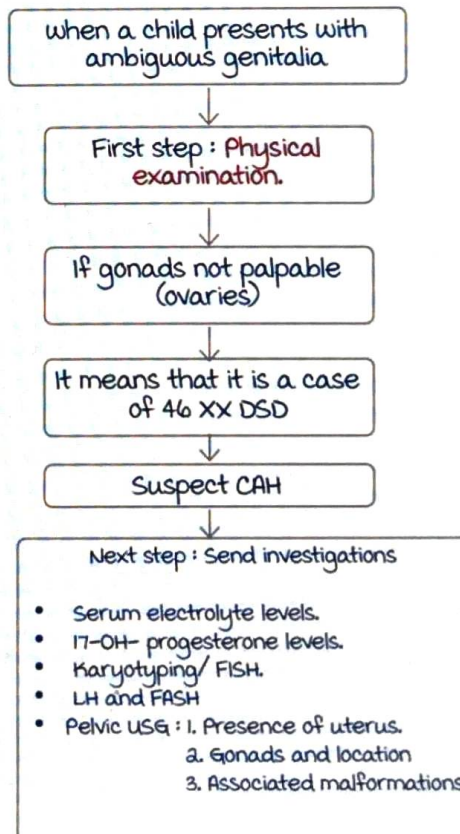 when a child presents with
ambiguous genitalia
First step : Physical
examination.
If gonads not palpable
(ovaries)
It means that it is a case
of 46 XX DSD
Suspect CAH
Next step : Send investigations
• Serum electrolyte levels.
• 17-OH- progesterone levels.
• Karyotyping/ FISH.
• LH and FASH
• Pelvic USG : 1. Presence of uterus.
2. Gonads and location
3. Associated malformations